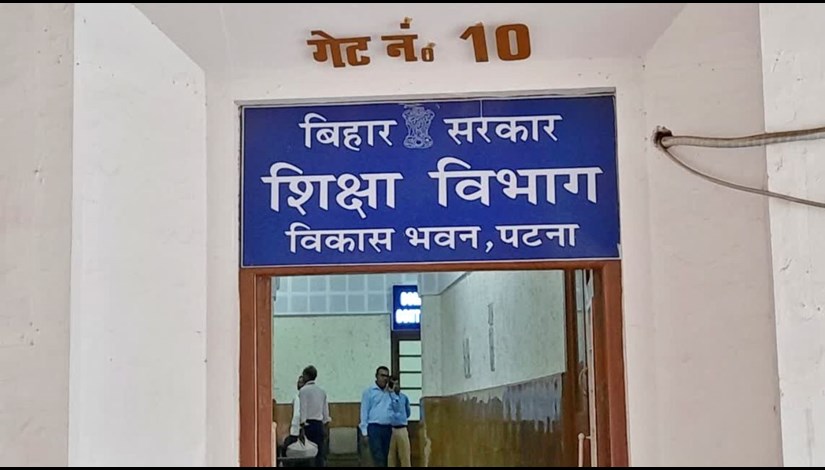 गेट नं० 10
बिहार सरकार
शिक्षा विभाग
विकास भवन, पटना